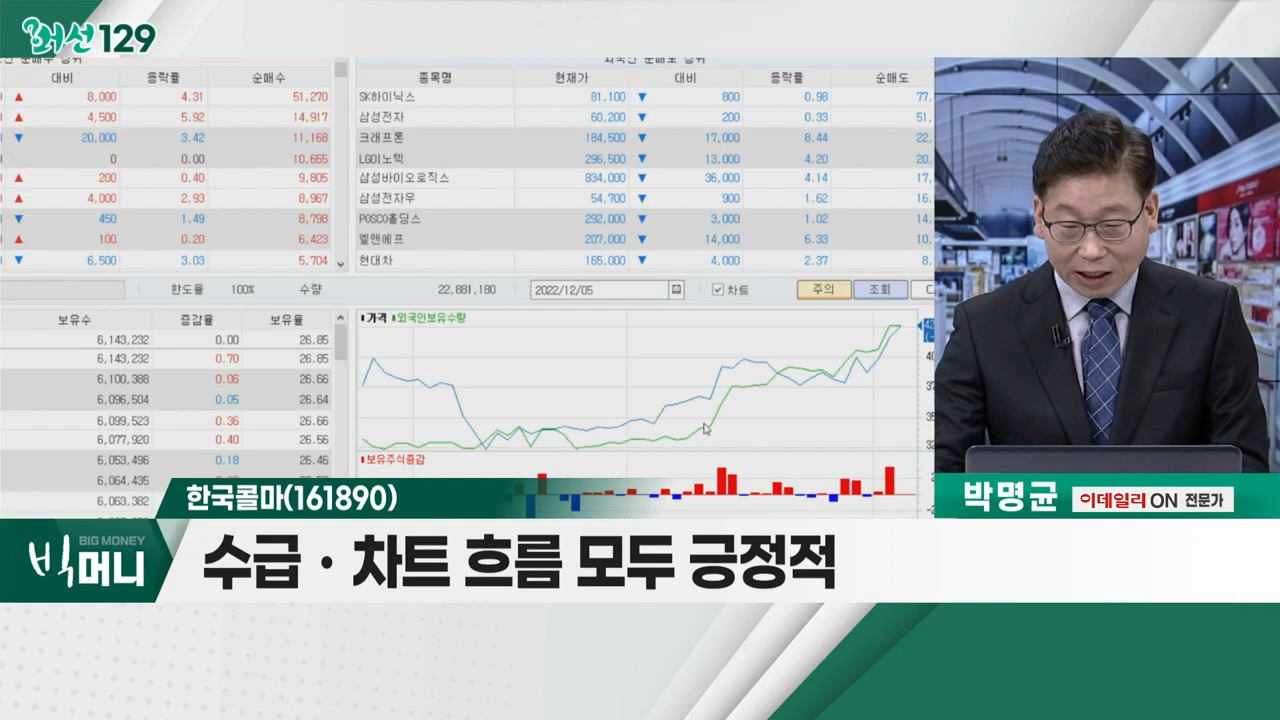 최선129
대비 등락률 순매수
▲ 8,000 4.31 51,270
▲ 4,500 5.92 14,917
▼ 20,000 3.42 11,168
0 0.00 10,655
▲ 200 0.40 9,805
▲ 4,000 2.93 8,967
▼ 450 1.49 8,798
▲ 100 0.20 6,423
▼ 6,500 3.03 5,704
종목명 현재가 대비 등락률 순매도
SK하이닉스 81,100 ▼ 800 0.98 77,
삼성전자 60,200 ▼ 200 0.33 51,
크래프톤 184,500 ▼ 17,000 8.44 22,
LG이노텍 296,500 ▼ 13,000 4.20 20,
삼성바이오로직스 834,000 ▼ 36,000 4.14 17,
삼성전자우 54,700 ▼ 900 1.62 16,
POSCO홀딩스 292,000 ▼ 3,000 1.02 14,
엘앤에프 207,000 ▼ 14,000 6.33 10,
현대차 165,000 ▼ 4,000 2.37 8,
한도율 100% 수량 22,881,180 2022/12/05 차트 주의 조회
보유수 증감율 보유율
6,143,232 0.00 26.85
6,143,232 0.70 26.85
6,100,388 0.06 26.66
6,096,504 0.05 26.64
6,099,523 0.36 26.66
6,077,920 0.40 26.56
6,053,496 0.18 26.46
6,064,435
6,063,382
가격 외국인보유수량
보유주식증감
한국콜마(161890)
박명균 이데일리ON 전문가
BIG MONEY
빅머니
수급·차트 흐름 모두 긍정적